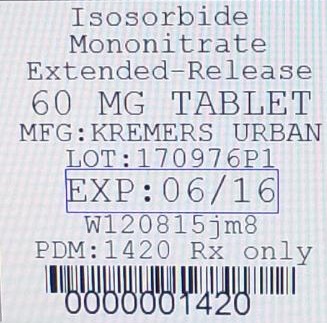 Isosorbide
Mononitrate
Extended-Release
60 MG TABLET
MFG:KREMERS URBAN
LOT:170976P1
EXP:06/16
W120815jm8
PDM:1420 Rx only
0000001420